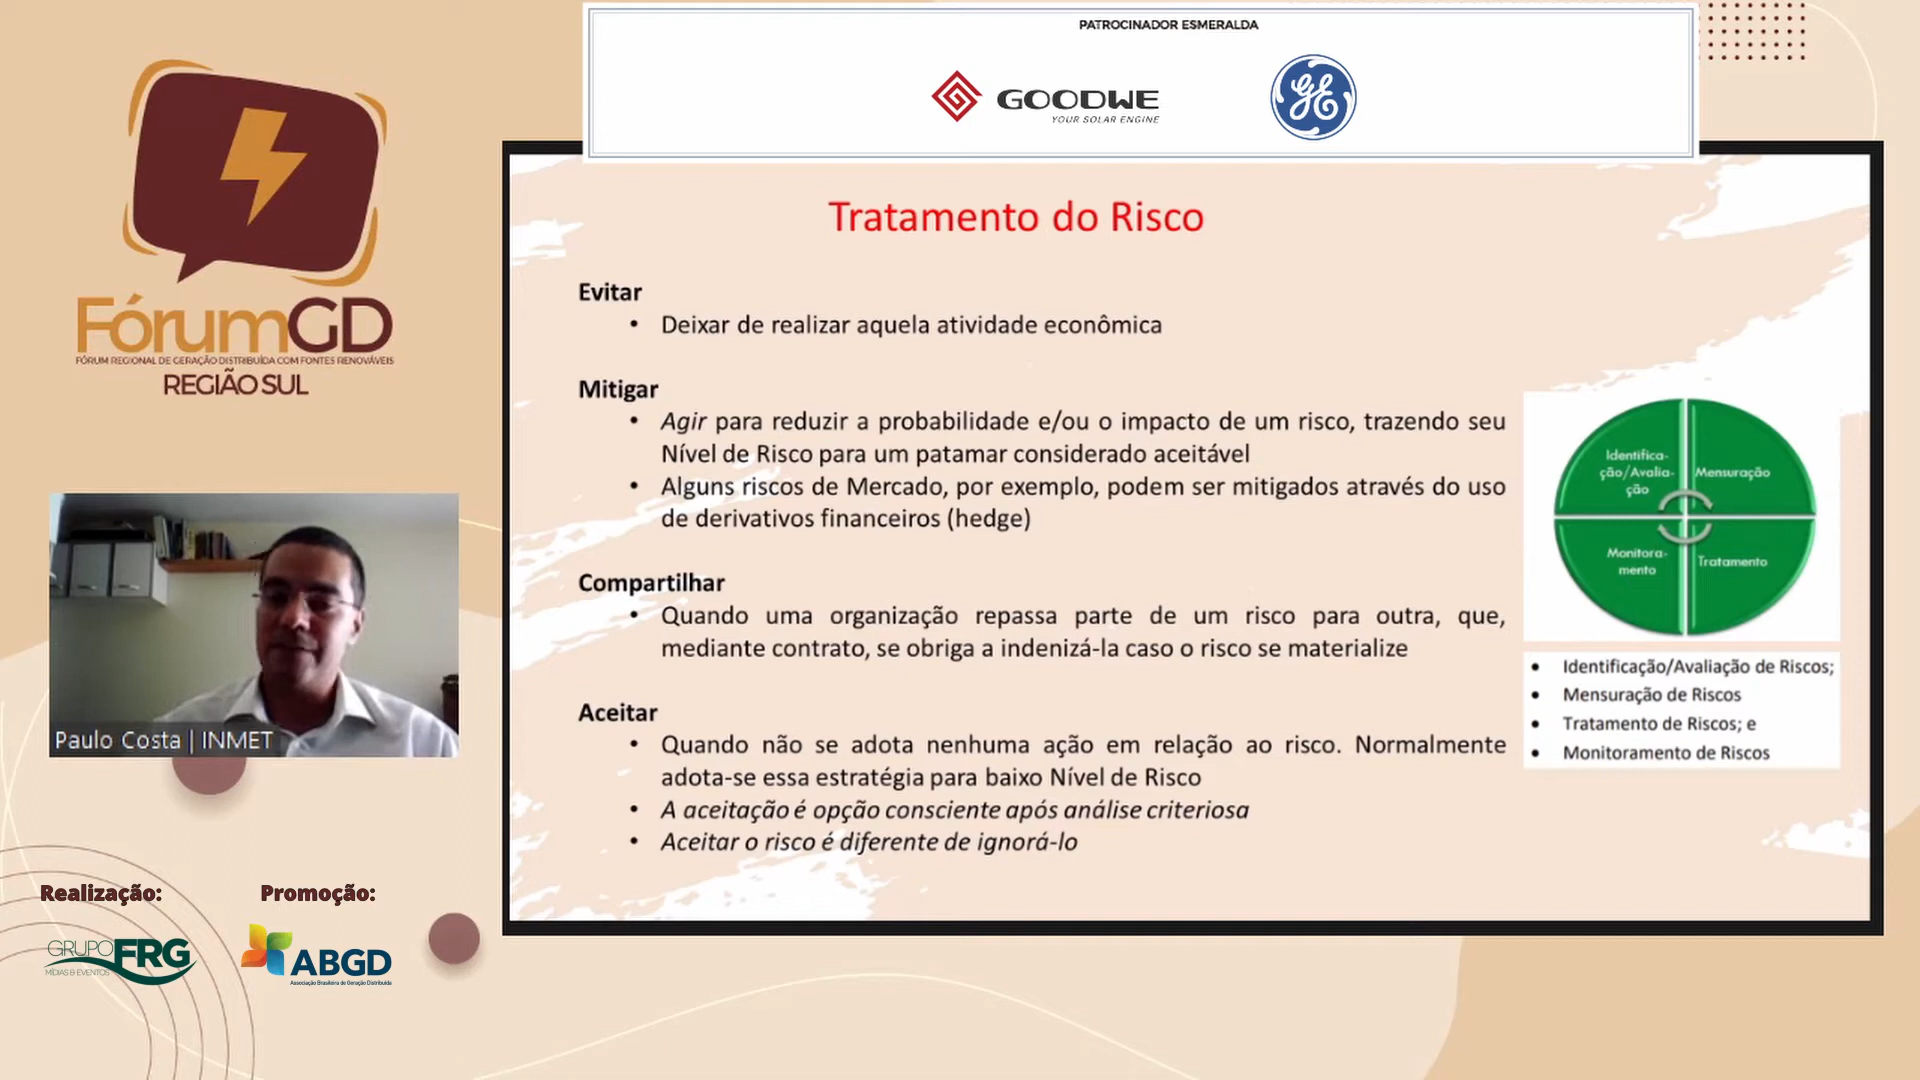 PATROCINADOR ESMERALDA
GOODWE
YOUR SOLAR ENGINE
GE
FórumGD
FÓRUM REGIONAL DE GERAÇÃO DISTRIBUÍDA COM FONTES RENOVÁVEIS
REGIÃO SUL
Paulo Costa | INMET
Realização:
Promoção:
GRUPO FRG
MÍDIAS & EVENTOS
ABGD
Associação Brasileira de Geração Distribuída
Tratamento do Risco
Evitar
• Deixar de realizar aquela atividade econômica
Mitigar
• Agir para reduzir a probabilidade e/ou o impacto de um risco, trazendo seu
Nível de Risco para um patamar considerado aceitável
• Alguns riscos de Mercado, por exemplo, podem ser mitigados através do uso
de derivativos financeiros (hedge)
Compartilhar
• Quando uma organização repassa parte de um risco para outra, que,
mediante contrato, se obriga a indenizá-la caso o risco se materialize
Aceitar
• Quando não se adota nenhuma ação em relação ao risco. Normalmente
adota-se essa estratégia para baixo Nível de Risco
• A aceitação é opção consciente após análise criteriosa
• Aceitar o risco é diferente de ignorá-lo
Identifica-
ção/Avalia-
ção
Mensuração
Monitora-
mento
Tratamento
• Identificação/Avaliação de Riscos;
• Mensuração de Riscos
• Tratamento de Riscos; e
• Monitoramento de Riscos